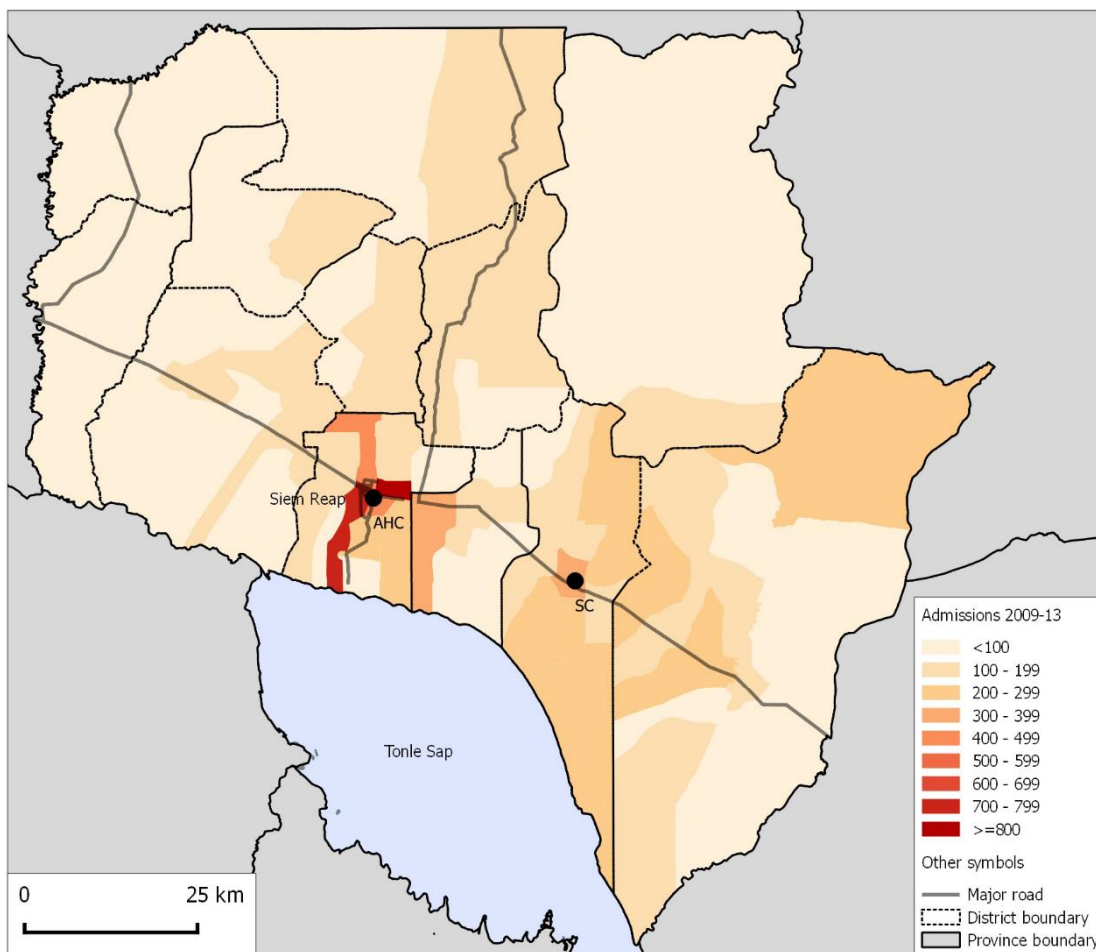 Siem Reap
AHC
SC
Tonle Sap
0 25 km
Admissions 2009-13
<100
100 - 199
200 - 299
300 - 399
400 - 499
500 - 599
600 - 699
700 - 799
>=800
Other symbols
Major road
District boundary
Province boundary